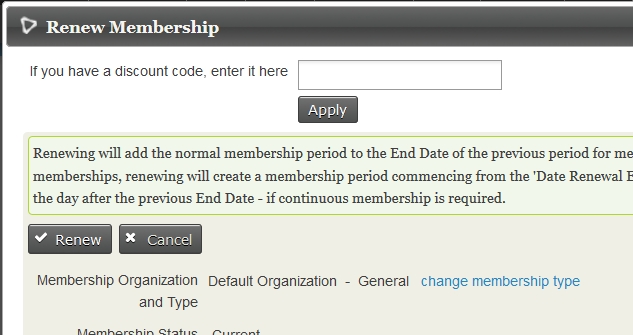 Renew Membership
If you have a discount code, enter it here
Apply
Renewing will add the normal membership period to the End Date of the previous period for me
memberships, renewing will create a membership period commencing from the 'Date Renewal E
the day after the previous End Date - if continuous membership is required.
Renew Cancel
Membership Organization Default Organization - General change membership type
and Type
Membership Status Current